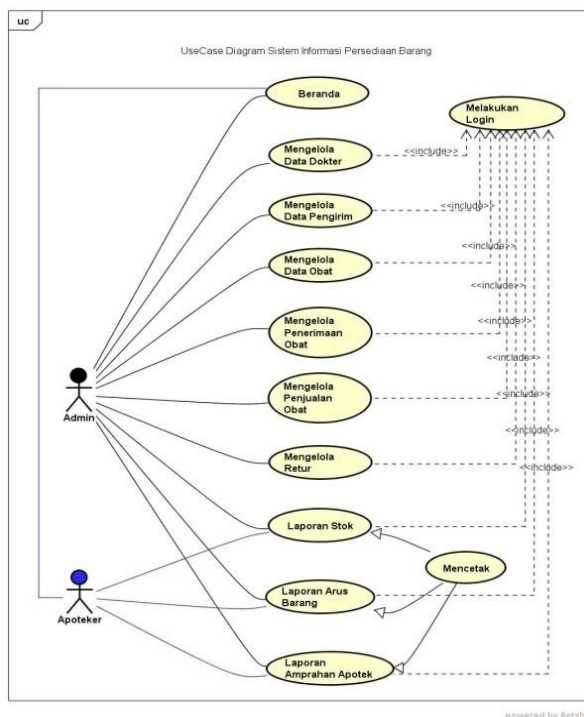 uc
UseCase Diagram Sistem Informasi Persediaan Barang
Beranda
Melakukan
Login
Mengelola
Data Dokter
<<include>>
Mengelola
Data Pengirim
<<include>>
Mengelola
Data Obat
<<include>>
<<include>>
Mengelola
Penerimaan
Obat
<<include>>
<<include>>
Admin
Mengelola
Penjualan
Obat
<<include>>
<<include>>
Mengelola
Retur
<<include>>
Laporan Stok
Mencetak
Apoteker
Laporan Arus
Barang
Laporan
Amprahan Apotek
powered by Astah